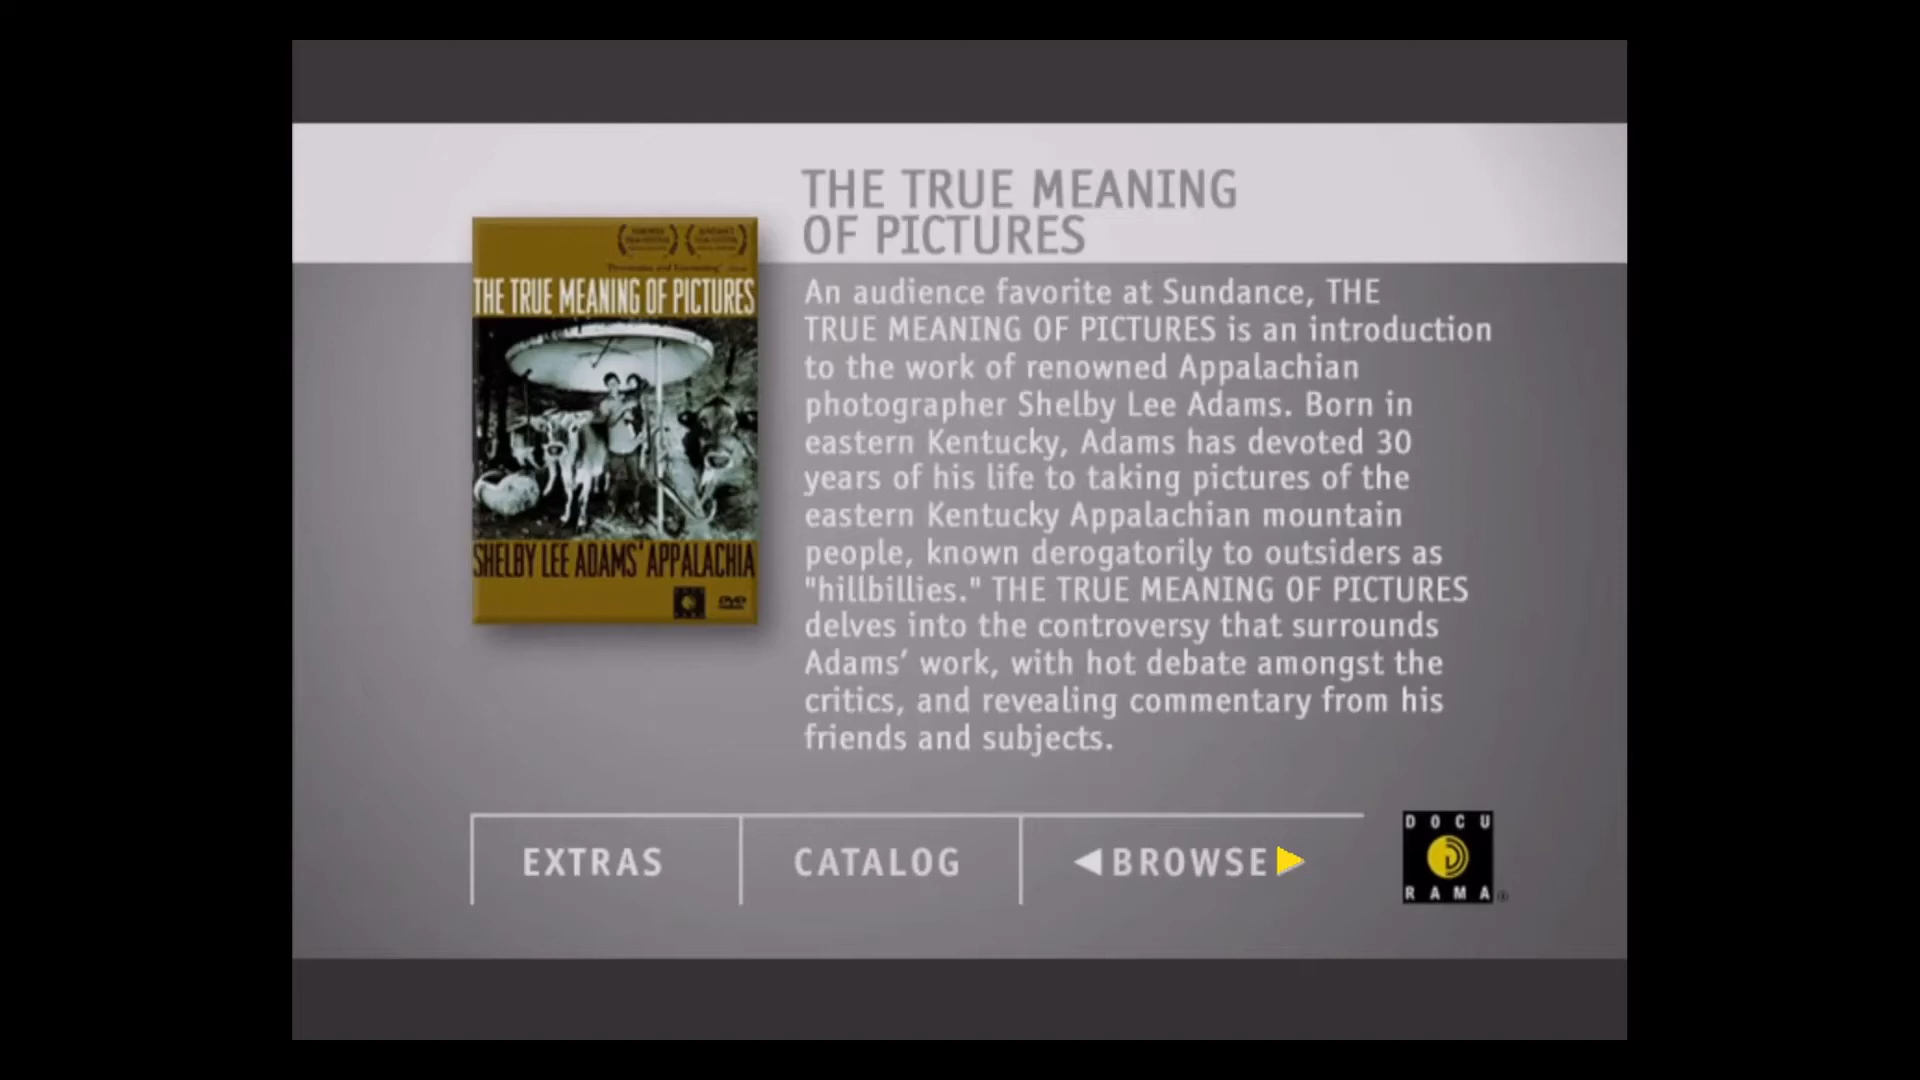 THE TRUE MEANING
OF PICTURES
THE TRUE MEANING OF PICTURES
SHELBY LEE ADAMS' APPALACHIA
DVD
An audience favorite at Sundance, THE
TRUE MEANING OF PICTURES is an introduction
to the work of renowned Appalachian
photographer Shelby Lee Adams. Born in
eastern Kentucky, Adams has devoted 30
years of his life to taking pictures of the
eastern Kentucky Appalachian mountain
people, known derogatorily to outsiders as
"hillbillies." THE TRUE MEANING OF PICTURES
delves into the controversy that surrounds
Adams’ work, with hot debate amongst the
critics, and revealing commentary from his
friends and subjects.
EXTRAS
CATALOG
◀BROWSE▶
DOCU
RAMA®